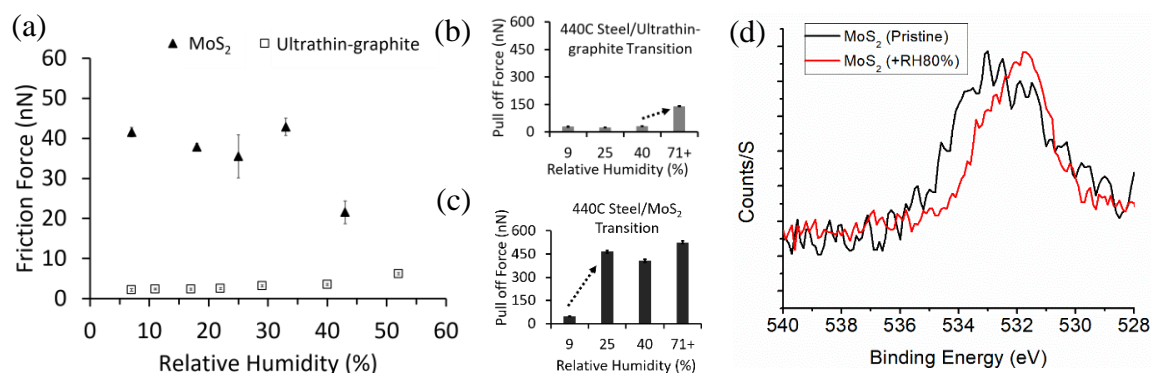 (a)
▲ MoS₂ □ Ultrathin-graphite
Friction Force (nN)
60
50
40
30
20
10
0
0 10 20 30 40 50 60
Relative Humidity (%)
(b)
440C Steel/Ultrathin-
graphite Transition
Pull off Force (nN)
600
450
300
150
0
9 25 40 71+
Relative Humidity (%)
(c)
440C Steel/MoS₂
Transition
Pull off Force (nN)
600
450
300
150
0
9 25 40 71+
Relative Humidity (%)
(d)
MoS₂ (Pristine)
MoS₂ (+RH80%)
Counts/S
540 538 536 534 532 530 528
Binding Energy (eV)